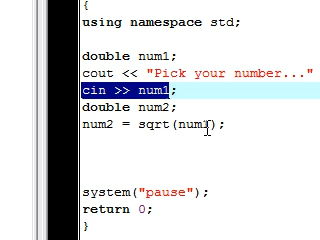 {
using namespace std;
double num1;
cout << "Pick your number..."
cin >> num1;
double num2;
num2 = sqrt(num1);
system("pause");
return 0;
}